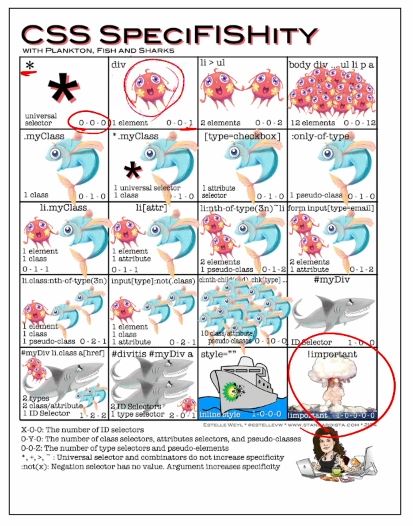 CSS SpeciFISHity
WITH PLANKTON, FISH AND SHARKS
*
universal
selector 0-0-0
div
1 element 0-0-1
li > ul
2 elements 0-0-2
body div ... ul li p a
12 elements 0-0-12
.myClass
1 class 0-1-0
*.myClass
*
1 universal selector
1 class 0-1-0
[type=checkbox]
1 attribute
selector 0-1-0
:only-of-type
1 pseudo-class 0-1-0
li.myClass
1 element
1 class
0-1-1
li[attr]
1 element
1 attribute
0-1-1
li:nth-of-type(3n)~li
2 elements
1 pseudo-class 0-1-2
form input[type=email]
2 elements
1 attribute 0-1-2
li.class:nth-of-type(3n)
1 element
1 class
1 pseudo-class 0-2-1
input[type]:not(.class)
1 element
1 class
1 attribute 0-2-1
10 class/attribute/
pseudo classes 0-10-0
#myDiv
1 ID Selector 1-0-0
#myDiv li.class a[href]
2 types
2 class/attributes
1 ID Selector 1-2-2
#divitis #myDiv a
2 ID Selectors
1 type selector 2-0-1
style=""
inline style 1-0-0-0
!important
!important 1-0-0-0-0
ESTELLE WEYL * @ESTELLEVW * WWW.STANDARDISTA.COM *
X-0-0: The number of ID selectors
0-Y-0: The number of class selectors, attributes selectors, and pseudo-classes
0-0-Z: The number of type selectors and pseudo-elements
*, +, >, ~ : Universal selector and combinators do not increase specificity
:not(x): Negation selector has no value. Argument increases specificity